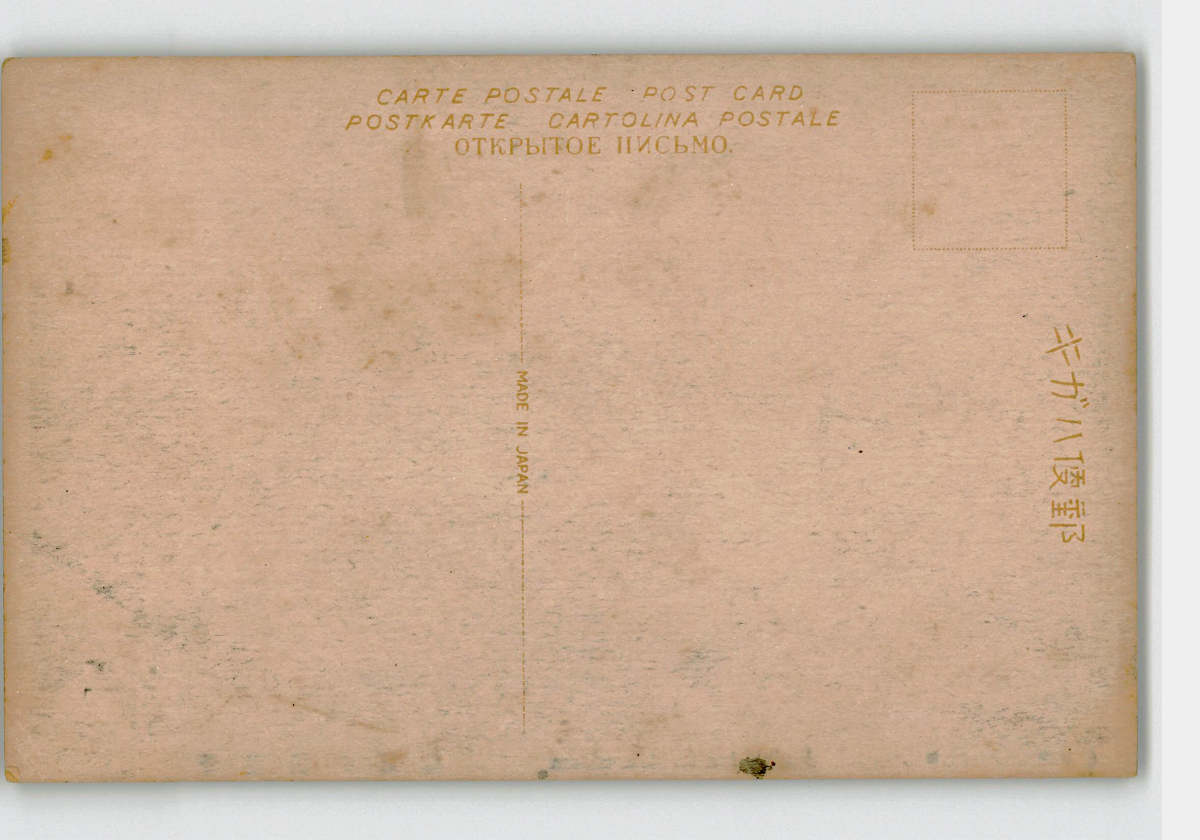 CARTE POSTALE POST CARD
POSTKARTE CARTOLINA POSTALE
ОТКРЫТОЕ ПИСЬМО.
MADE IN JAPAN
郵便ハガキ